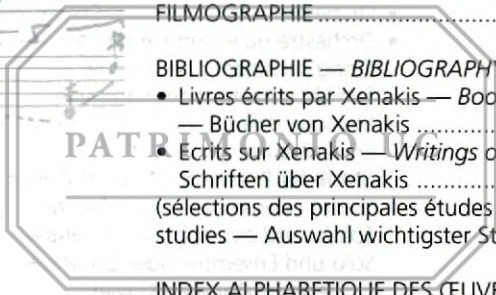 FILMOGRAPHIE..............................
BIBLIOGRAPHIE — BIBLIOGRAPHY
• Livres écrits par Xenakis — Boo
— Bücher von Xenakis ................
PATRIMONIO UC
• Ecrits sur Xenakis — Writings o
Schriften über Xenakis ................
(sélections des principales études
studies — Auswahl wichtigster St
INDEX ALPHABETIQUE DES ŒUVRE